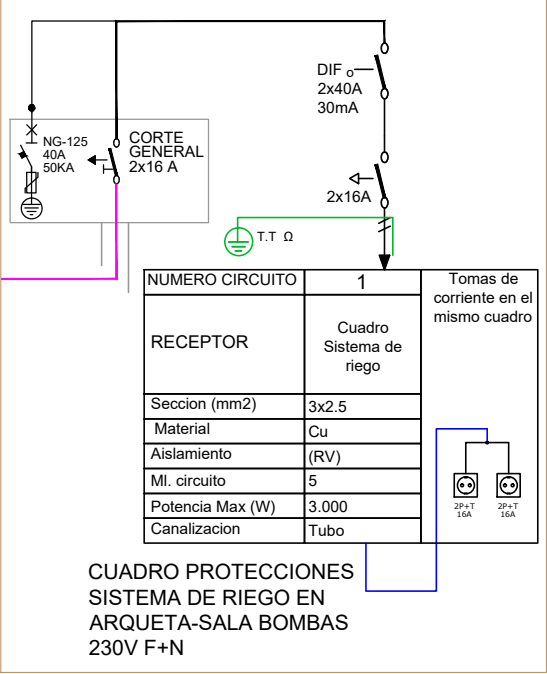 DIF
2x40A
30mA
NG-125
40A
50KA
CORTE
GENERAL
2x16 A
2x16A
T.T Ω
NUMERO CIRCUITO 1
Tomas de
corriente en el
mismo cuadro
RECEPTOR
Cuadro
Sistema de
riego
Seccion (mm2) 3x2.5
Material Cu
Aislamiento (RV)
Ml. circuito 5
Potencia Max (W) 3.000
Canalizacion Tubo
2P+T 2P+T
16A 16A
CUADRO PROTECCIONES
SISTEMA DE RIEGO EN
ARQUETA-SALA BOMBAS
230V F+N